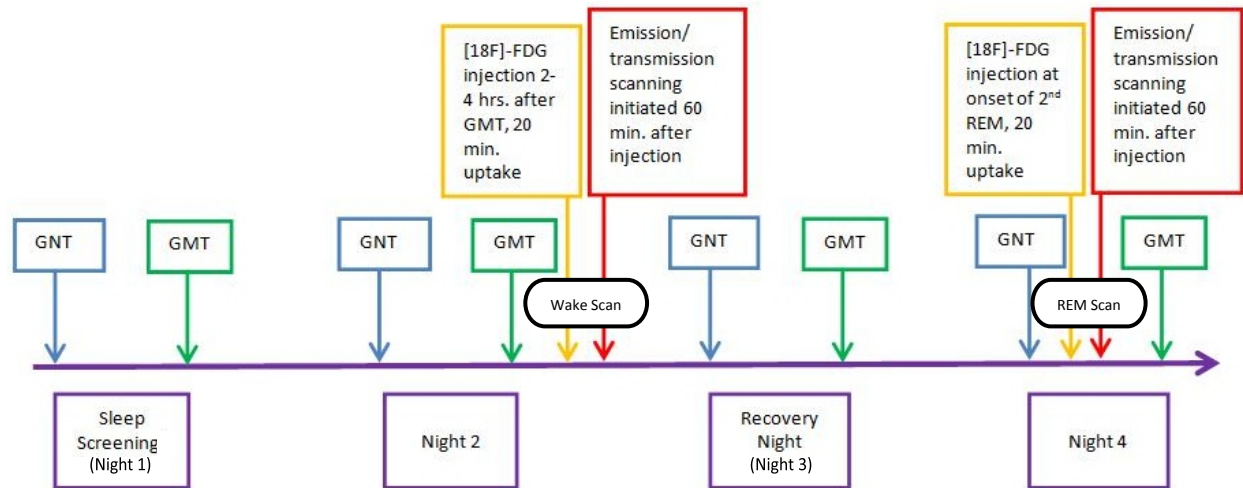 [18F]-FDG
injection 2-
4 hrs. after
GMT, 20
min.
uptake
Emission/
transmission
scanning
initiated 60
min. after
injection
[18F]-FDG
injection at
onset of 2nd
REM, 20
min.
uptake
Emission/
transmission
scanning
initiated 60
min. after
injection
GNT
GMT
GNT
GMT
GNT
GMT
GNT
GMT
Wake Scan
REM Scan
Sleep
Screening
(Night 1)
Night 2
Recovery
Night
(Night 3)
Night 4